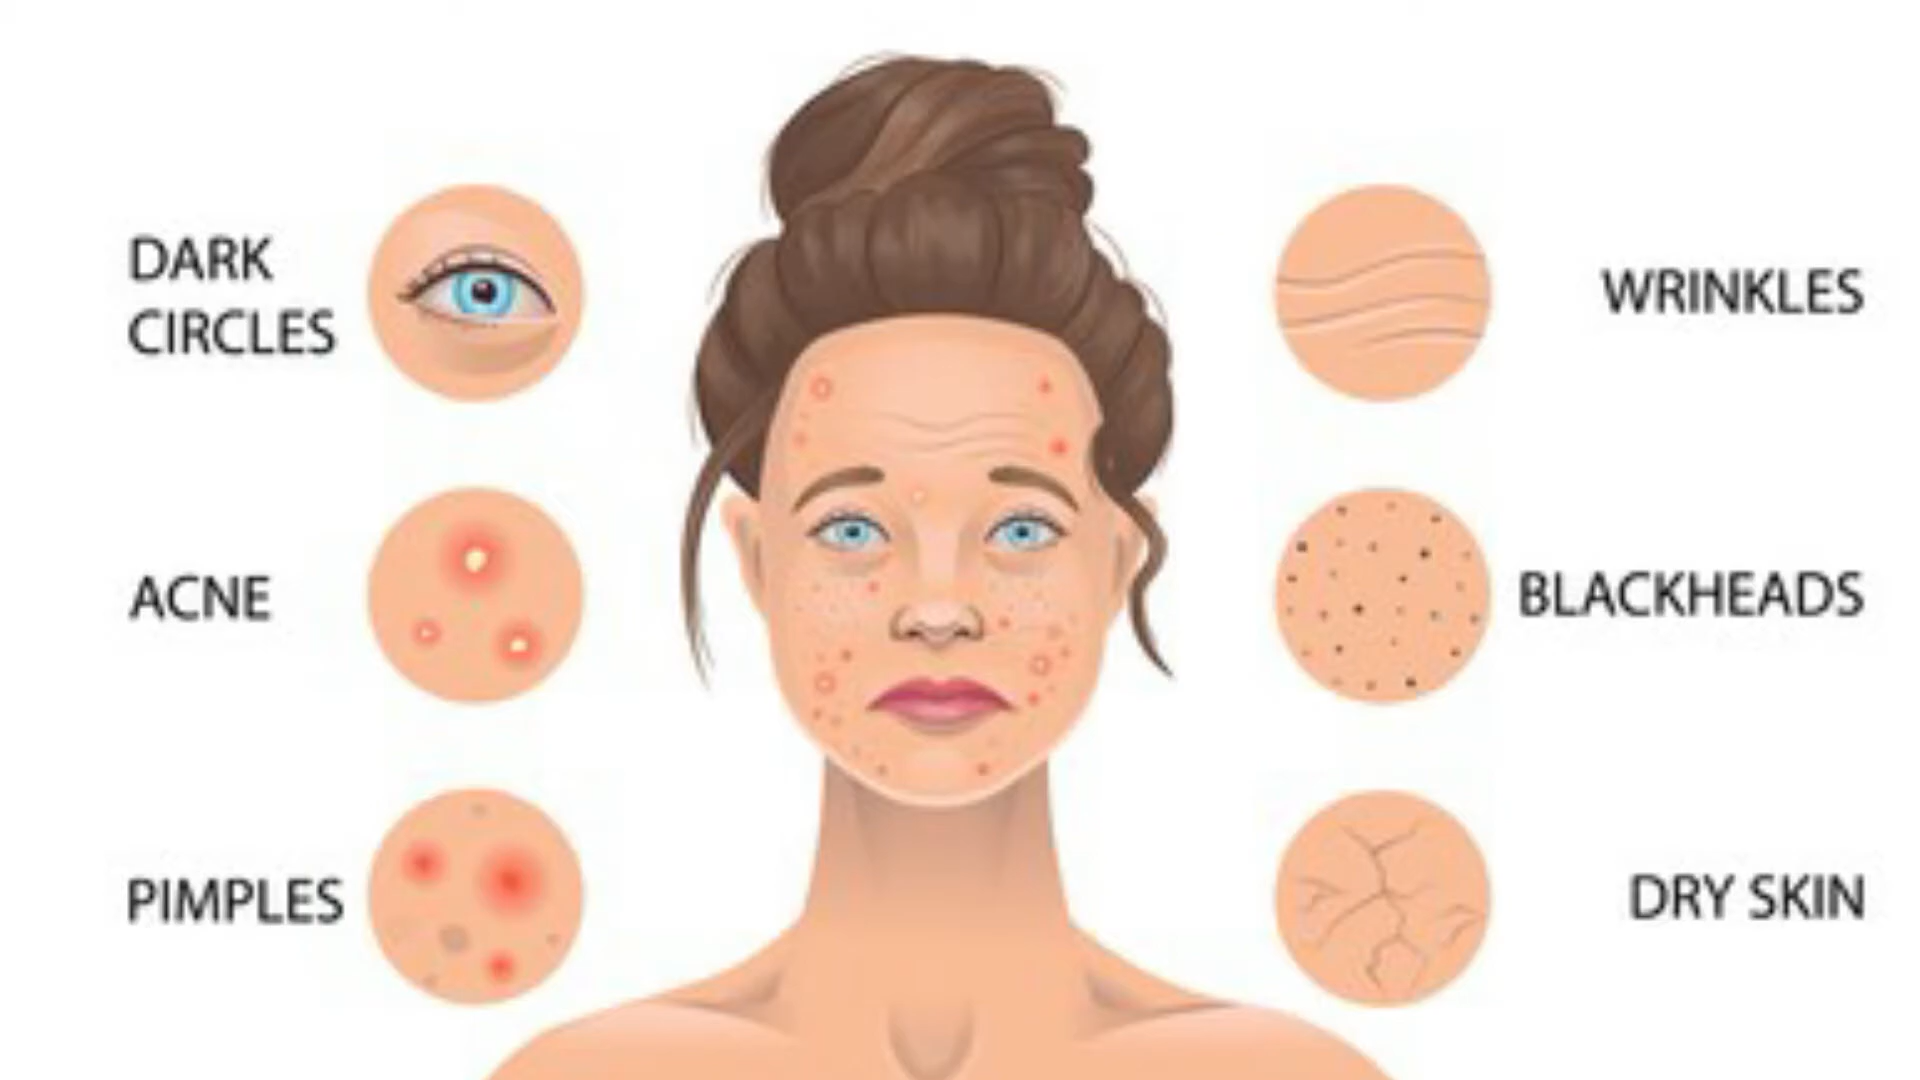 DARK
CIRCLES
ACNE
PIMPLES
WRINKLES
BLACKHEADS
DRY SKIN